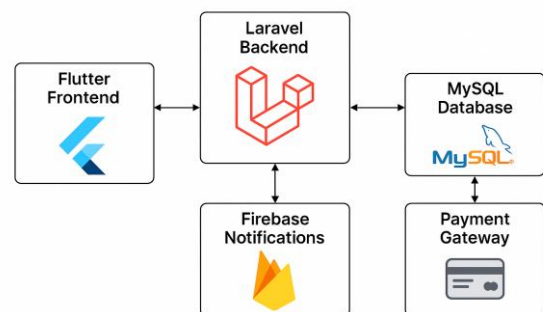 Laravel
Backend
Flutter
Frontend
MySQL
Database
MySQL
Firebase
Notifications
Payment
Gateway